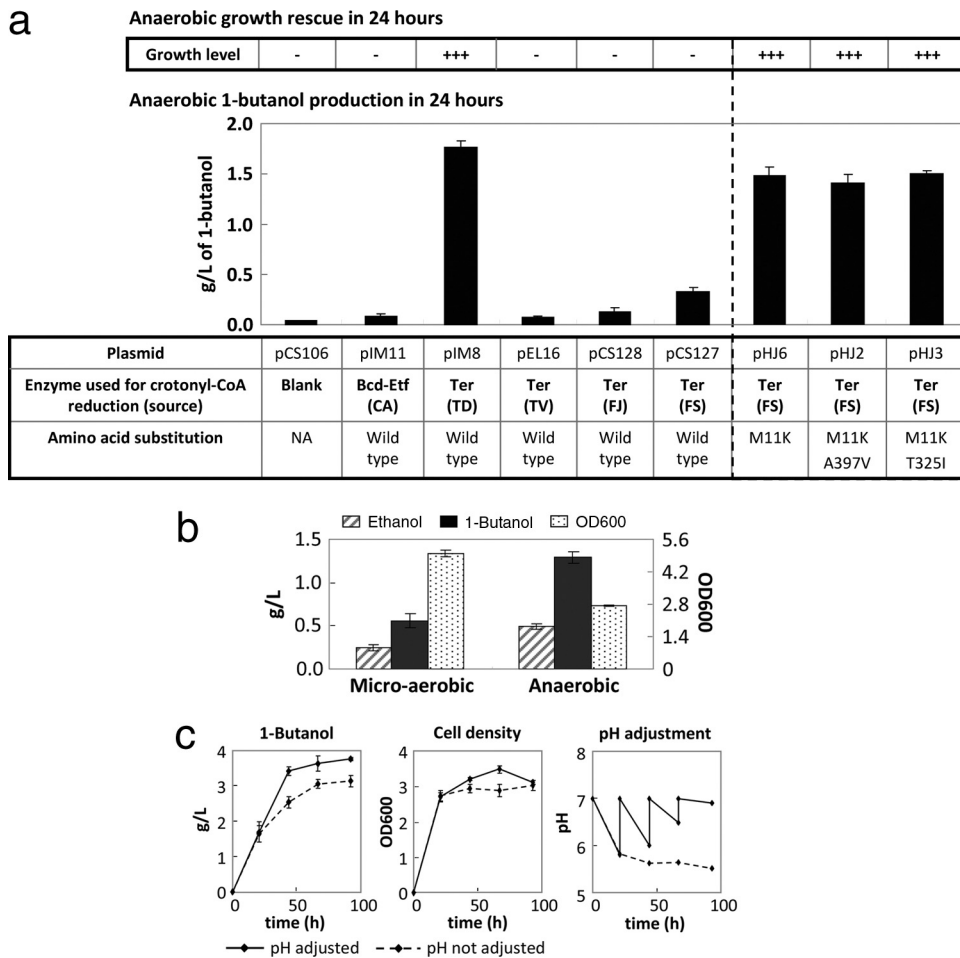 a
Anaerobic growth rescue in 24 hours
Growth level - - +++ - - - +++ +++ +++
Anaerobic 1-butanol production in 24 hours
g/L of 1-butanol
2.0
1.5
1.0
0.5
0.0
Plasmid pCS106 pIM11 pIM8 pEL16 pCS128 pCS127 pHJ6 pHJ2 pHJ3
Enzyme used for crotonyl-CoA Blank Bcd-Etf Ter Ter Ter Ter Ter Ter Ter
reduction (source) (CA) (TD) (TV) (FJ) (FS) (FS) (FS) (FS)
Amino acid substitution NA Wild Wild Wild Wild Wild M11K M11K M11K
type type type type type A397V T325I
b
Ethanol 1-Butanol OD600
g/L
1.5
1.0
0.5
0.0
5.6
4.2
2.8
1.4
0
OD600
Micro-aerobic Anaerobic
c
1-Butanol
g/L
4
3
2
1
0
0 50 100
time (h)
Cell density
OD600
4
3
2
1
0
0 50 100
time (h)
pH adjustment
pH
8
7
6
5
0 50 100
time (h)
pH adjusted pH not adjusted